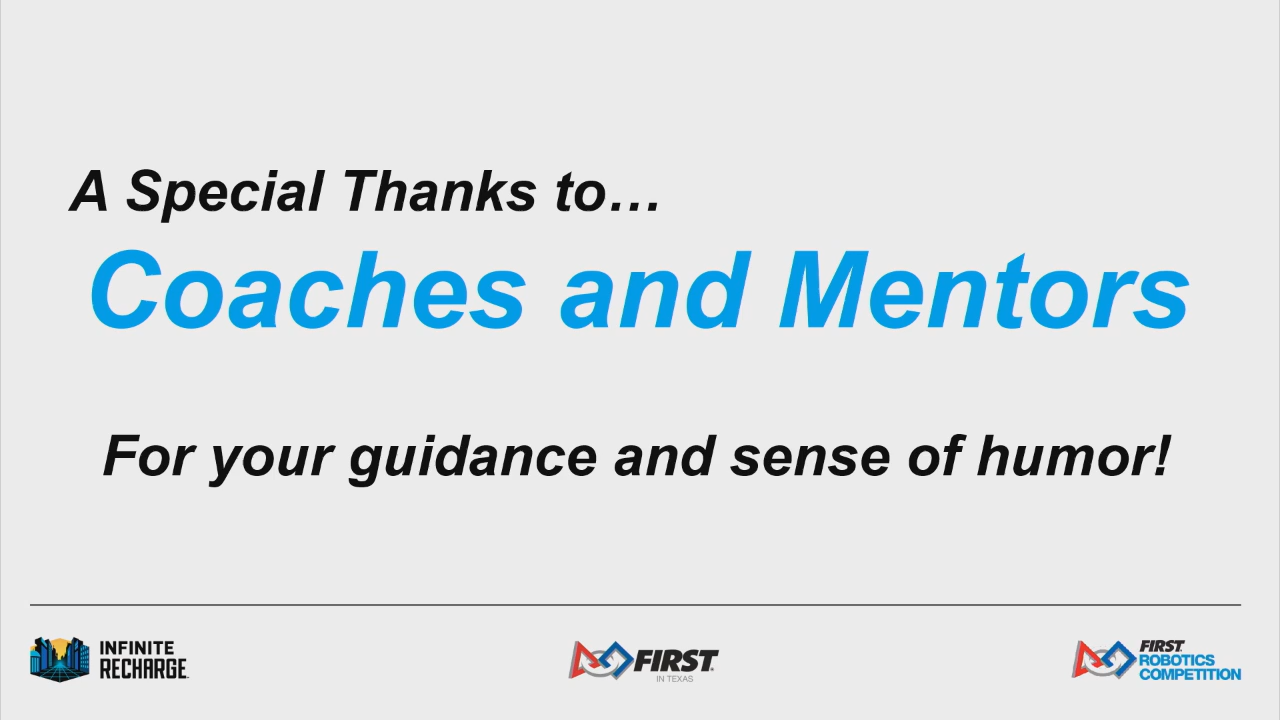 A Special Thanks to…
Coaches and Mentors
For your guidance and sense of humor!
INFINITE
RECHARGE
FIRST
IN TEXAS
FIRST
ROBOTICS
COMPETITION